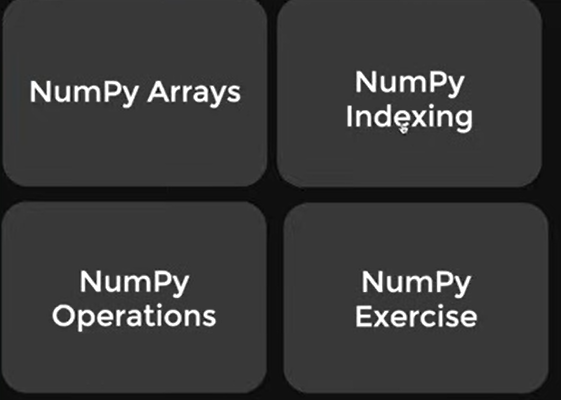 NumPy Arrays
NumPy
Indexing
NumPy
Operations
NumPy
Exercise